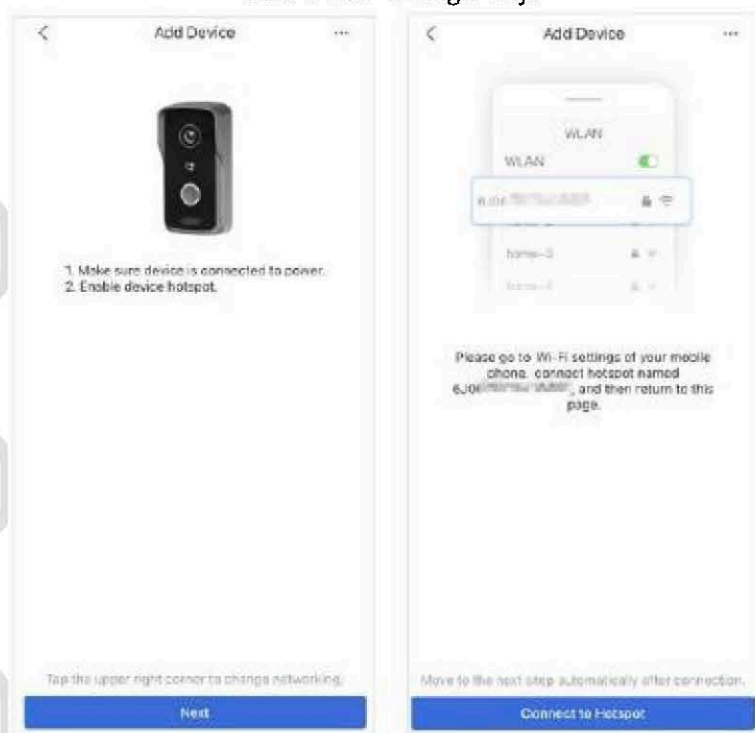 Add Device
1. Make sure device is connected to power.
2. Enable device hotspot.
Tap the upper right corner to change networking.
Next
Add Device
WLAN
WLAN
home-3
Please go to Wi-Fi settings of your mobile
phone, connect hotspot named
6J06 , and then return to this
page.
Move to the next step automatically after connection.
Connect to Hotspot